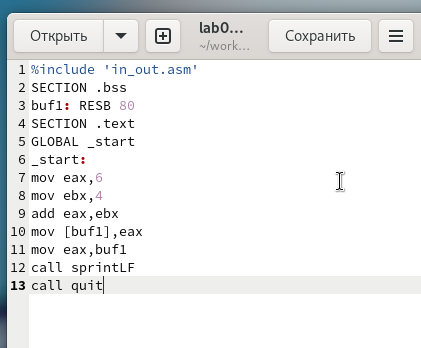 Открыть
lab0...
~/work...
Сохранить
1 %include 'in_out.asm'
2 SECTION .bss
3 buf1: RESB 80
4 SECTION .text
5 GLOBAL _start
6 _start:
7 mov eax,6
8 mov ebx,4
9 add eax,ebx
10 mov [buf1],eax
11 mov eax,buf1
12 call sprintLF
13 call quit